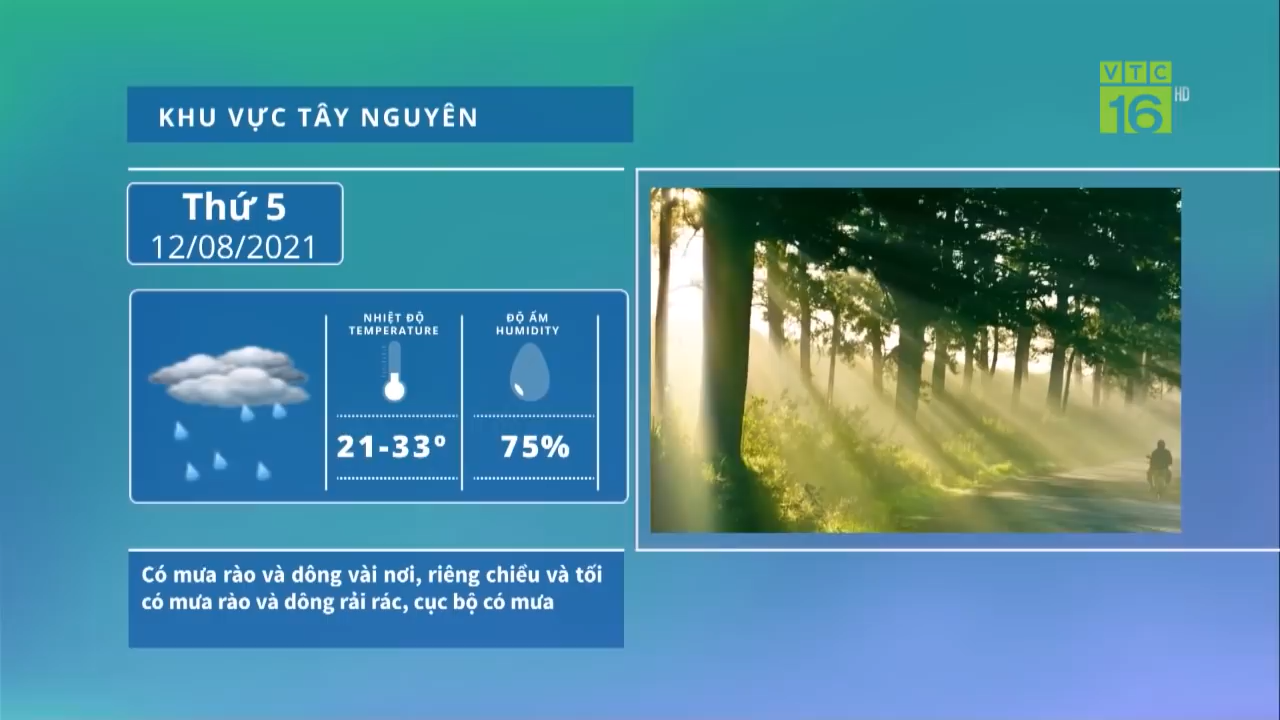 KHU VỰC TÂY NGUYÊN
VTC
16
HD
Thứ 5
12/08/2021
NHIỆT ĐỘ
TEMPERATURE
21-33º
ĐỘ ẨM
HUMIDITY
75%
Có mưa rào và dông vài nơi, riêng chiều và tối
có mưa rào và dông rải rác, cục bộ có mưa